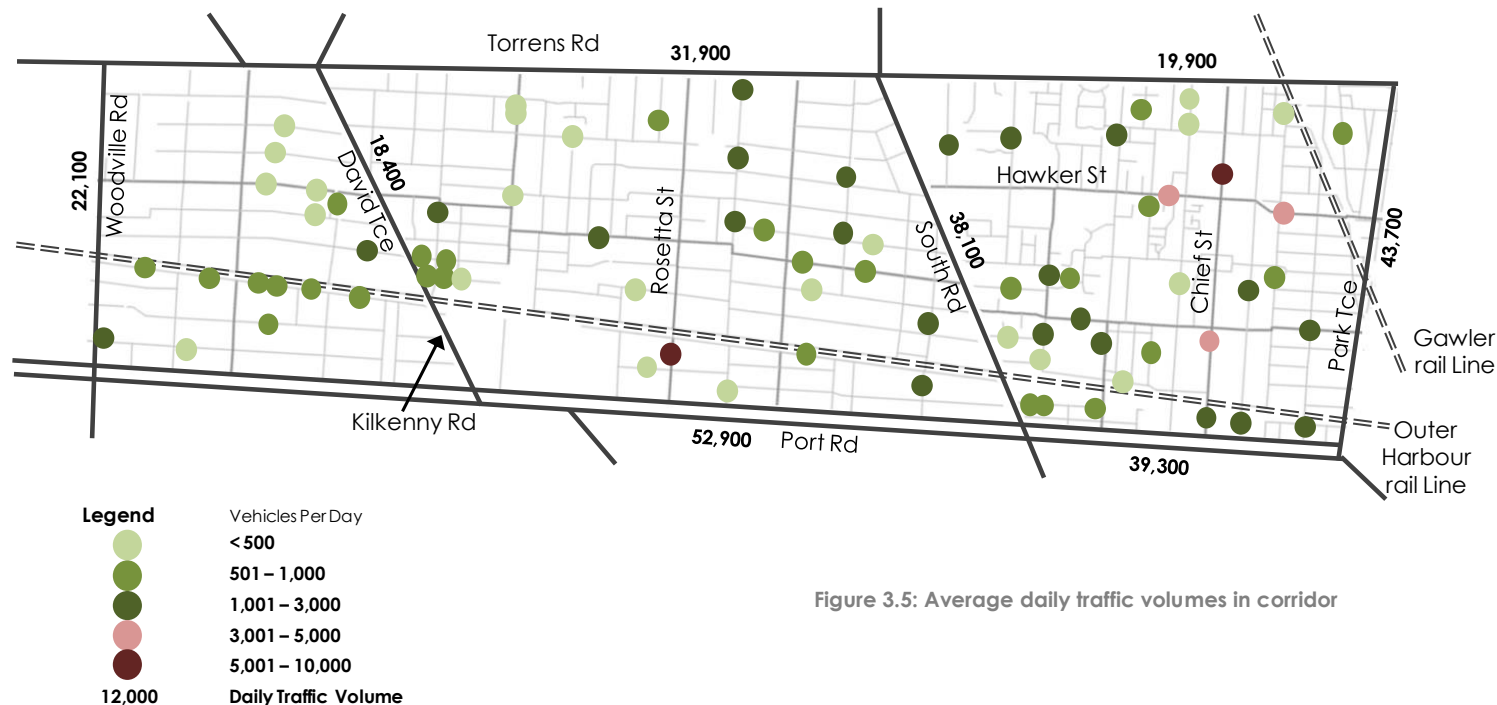 Torrens Rd
31,900
19,900
Woodville Rd
22,100
18,400
David Tce
Hawker St
Rosetta St
38,100
South Rd
Chief St
43,700
Park Tce
Gawler
rail Line
Kilkenny Rd
52,900
Port Rd
39,300
Outer
Harbour
rail Line
Legend
Vehicles Per Day
<500
501 – 1,000
1,001 – 3,000
3,001 – 5,000
5,001 – 10,000
12,000 Daily Traffic Volume
Figure 3.5: Average daily traffic volumes in corridor